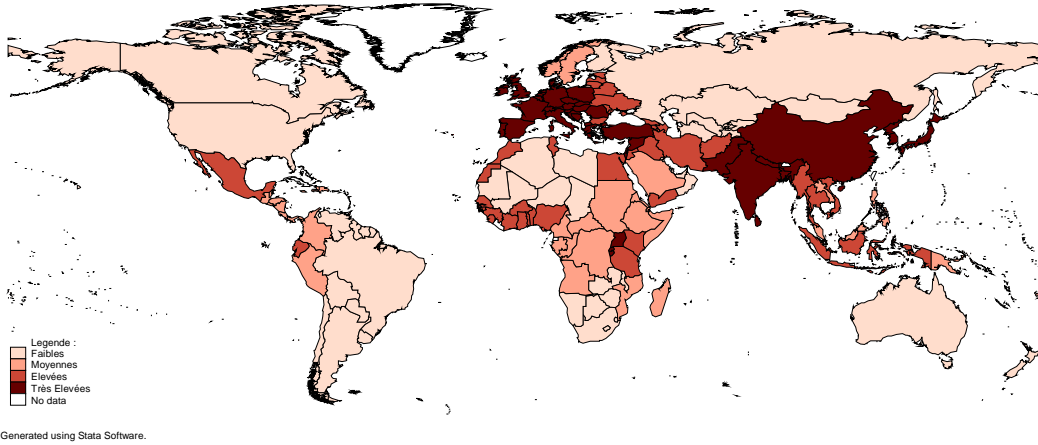 Legende :
Faibles
Moyennes
Elevées
Très Elevées
No data
Generated using Stata Software.